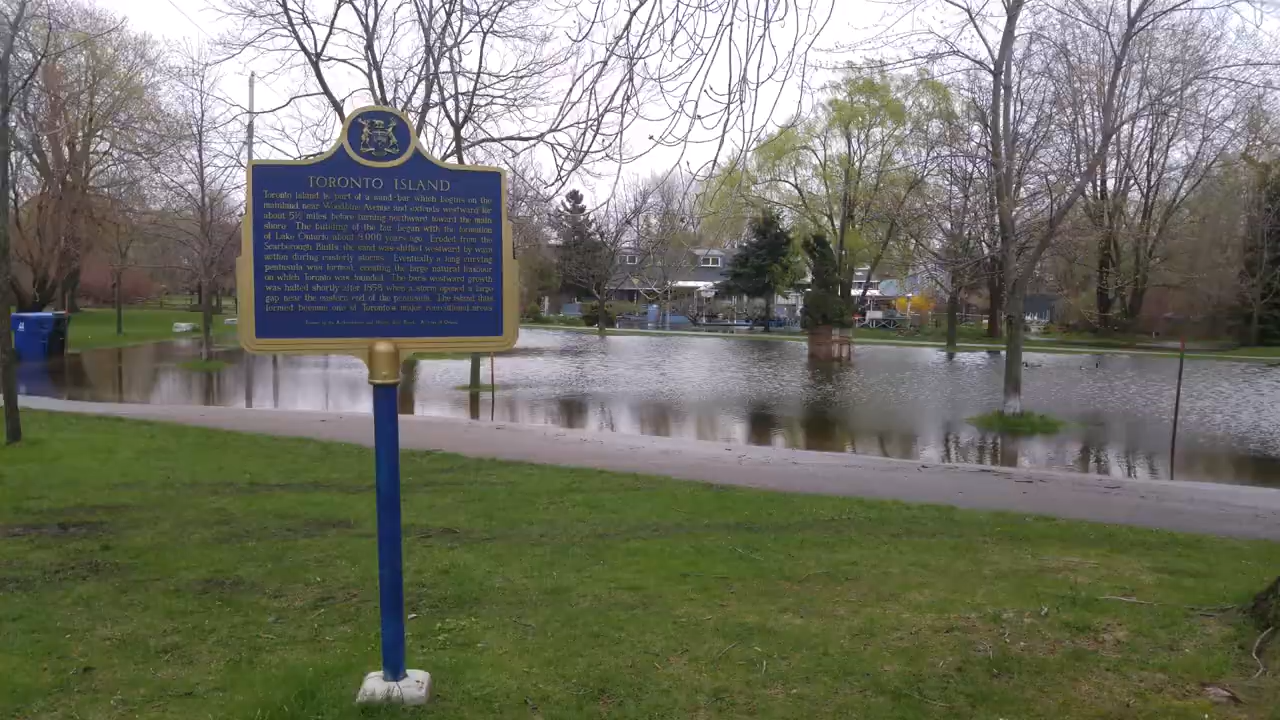 TORONTO ISLAND
Toronto Island is part of a sand-bar which begins on the
mainland near Woodbine Avenue and extends westward for
about 5½ miles before turning northward toward the main
shore. The building of the bar began with the formation
of Lake Ontario about 8,000 years ago. Eroded from the
Scarborough Bluffs the sand was shifted westward by wave
action during easterly storms. Eventually a long curving
peninsula was formed, creating the large natural harbour
on which Toronto was founded. The bar's westward growth
was halted shortly after 1858 when a storm opened a large
gap near the eastern end of the peninsula. The island thus
formed became one of Toronto's major recreational areas.